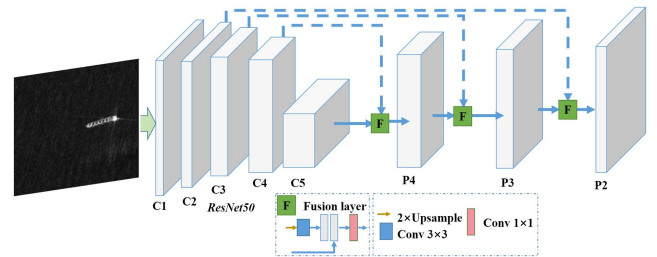 F
F
F
C1
C2
C3
C4
C5
P4
P3
P2
ResNet50
F Fusion layer
2×Upsample
Conv 3×3
Conv 1×1